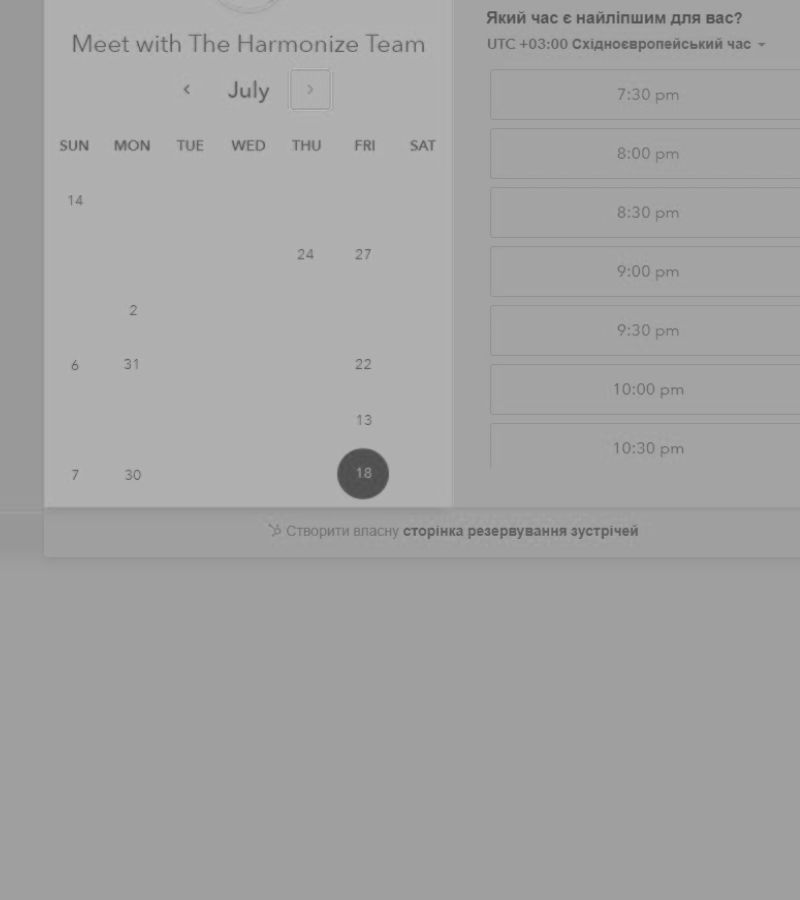 Meet with The Harmonize Team
July
SUN MON TUE WED THU FRI SAT
14
24 27
2
6 31 22
13
7 30 18
Який час є найліпшим для вас?
UTC +03:00 Східноєвропейський час
7:30 pm
8:00 pm
8:30 pm
9:00 pm
9:30 pm
10:00 pm
10:30 pm
Створити власну сторінка резервування зустрічей